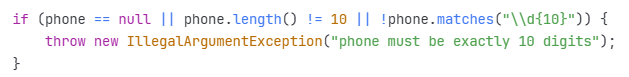 if (phone == null || phone.length() != 10 || !phone.matches("\\d{10}")) {
    throw new IllegalArgumentException("phone must be exactly 10 digits");
}